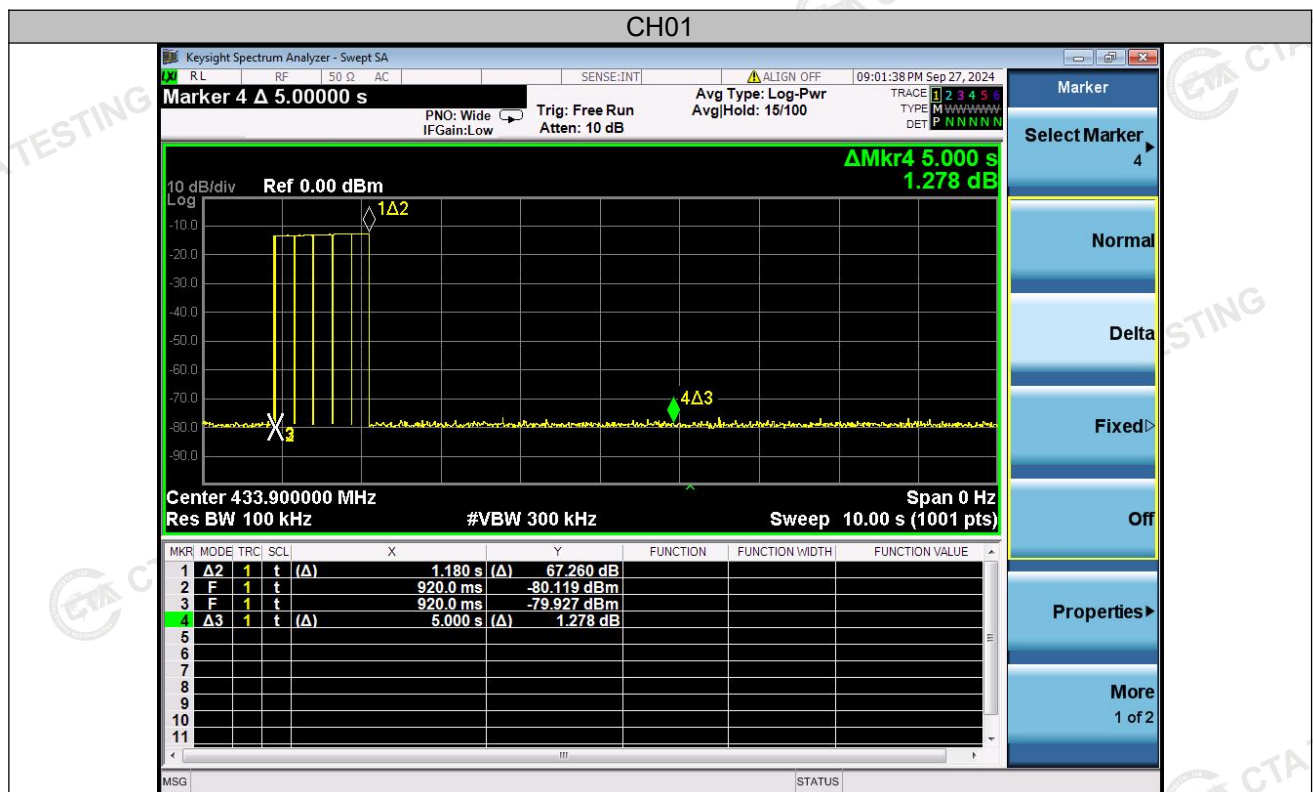 CH01
Keysight Spectrum Analyzer - Swept SA
LXI RL RF 50 Ω AC SENSE:INT ALIGN OFF 09:01:38 PM Sep 27, 2024
Marker 4 Δ 5.00000 s
PNO: Wide
IFGain:Low
Trig: Free Run
Atten: 10 dB
Avg Type: Log-Pwr
Avg|Hold: 15/100
TRACE 1 2 3 4 5 6
TYPE M W W W W W
DET P N N N N N
ΔMkr4 5.000 s
1.278 dB
10 dB/div Ref 0.00 dBm
Log
-10.0
-20.0
-30.0
-40.0
-50.0
-60.0
-70.0
-80.0
-90.0
1Δ2
4Δ3
3
Center 433.900000 MHz Span 0 Hz
Res BW 100 kHz #VBW 300 kHz Sweep 10.00 s (1001 pts)
MKR MODE TRC SCL X Y FUNCTION FUNCTION WIDTH FUNCTION VALUE
1 Δ2 1 t (Δ) 1.180 s (Δ) 67.260 dB
2 F 1 t 920.0 ms -80.119 dBm
3 F 1 t 920.0 ms -79.927 dBm
4 Δ3 1 t (Δ) 5.000 s (Δ) 1.278 dB
5
6
7
8
9
10
11
MSG STATUS
Marker
Select Marker
4
Normal
Delta
Fixed
Off
Properties
More
1 of 2
TESTING
CTA
STING
CTA
CTA